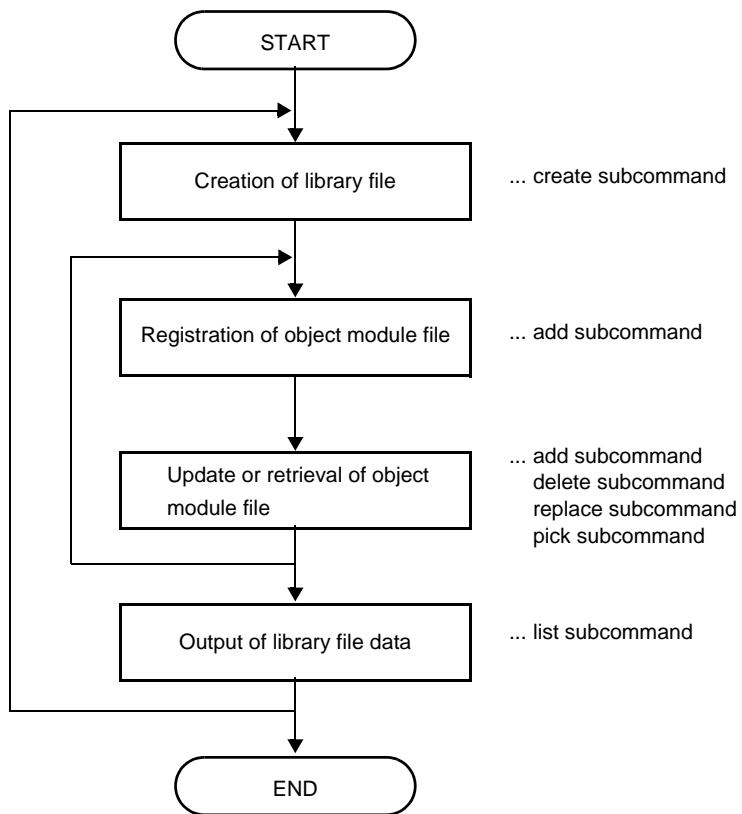 START
Creation of library file
... create subcommand
Registration of object module file
... add subcommand
Update or retrieval of object
module file
... add subcommand
delete subcommand
replace subcommand
pick subcommand
Output of library file data
... list subcommand
END